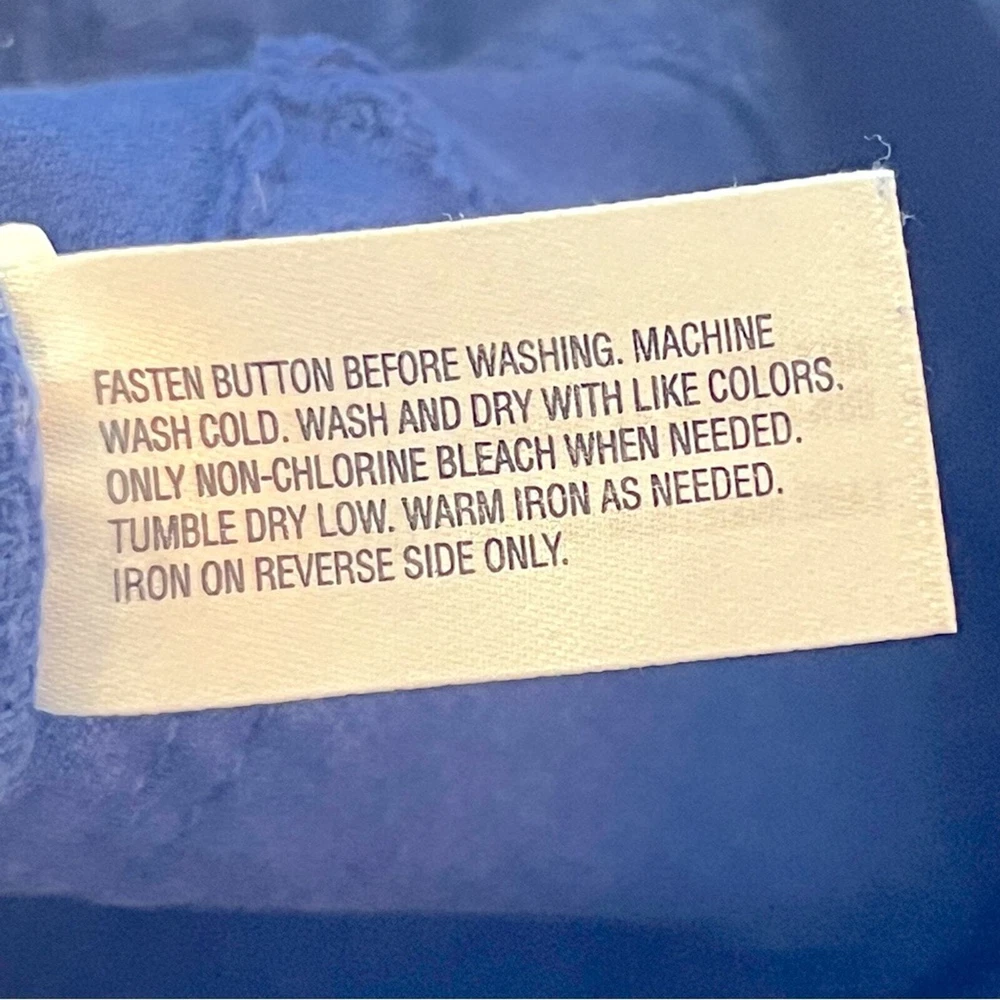 FASTEN BUTTON BEFORE WASHING. MACHINE
WASH COLD. WASH AND DRY WITH LIKE COLORS.
ONLY NON-CHLORINE BLEACH WHEN NEEDED.
TUMBLE DRY LOW. WARM IRON AS NEEDED.
IRON ON REVERSE SIDE ONLY.